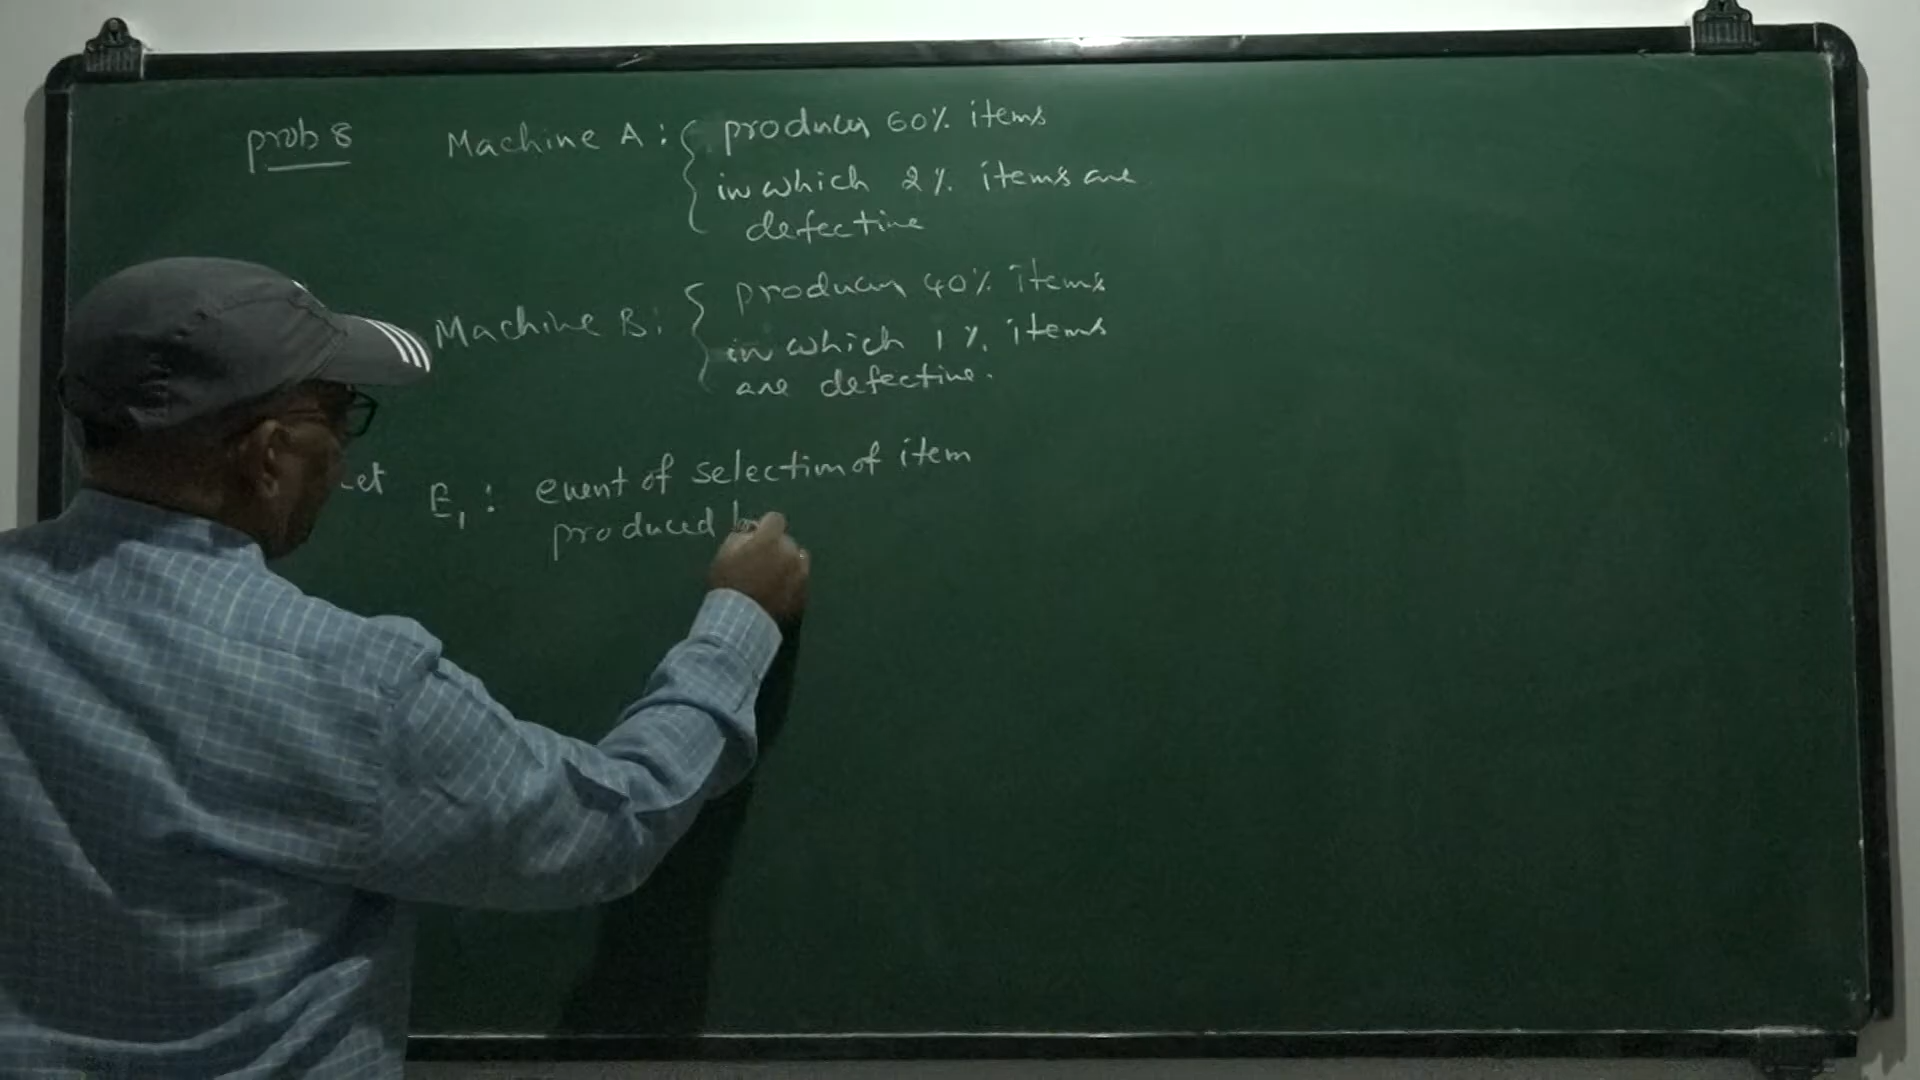 prob 8 Machine A : { produces 60% items
in which 2% items are
defective
Machine B : { produces 40% items
in which 1% items
are defective.
Let E₁ : event of selection of item
produced